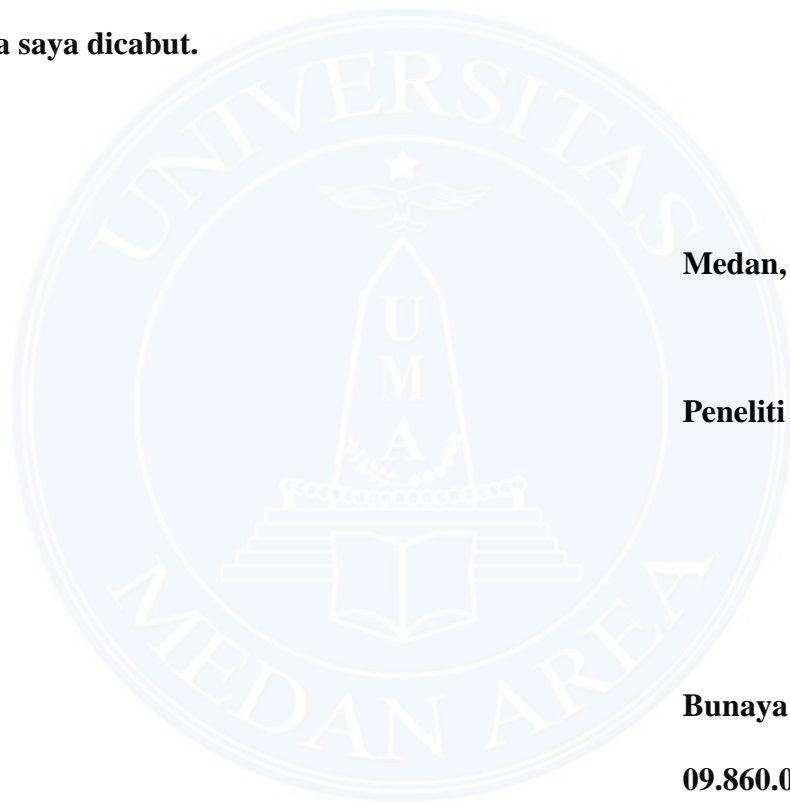 a saya dicabut.
UNIVERSITAS
Medan,
U
M
A
Peneliti
MEDAN AREA
Bunaya
09.860.0